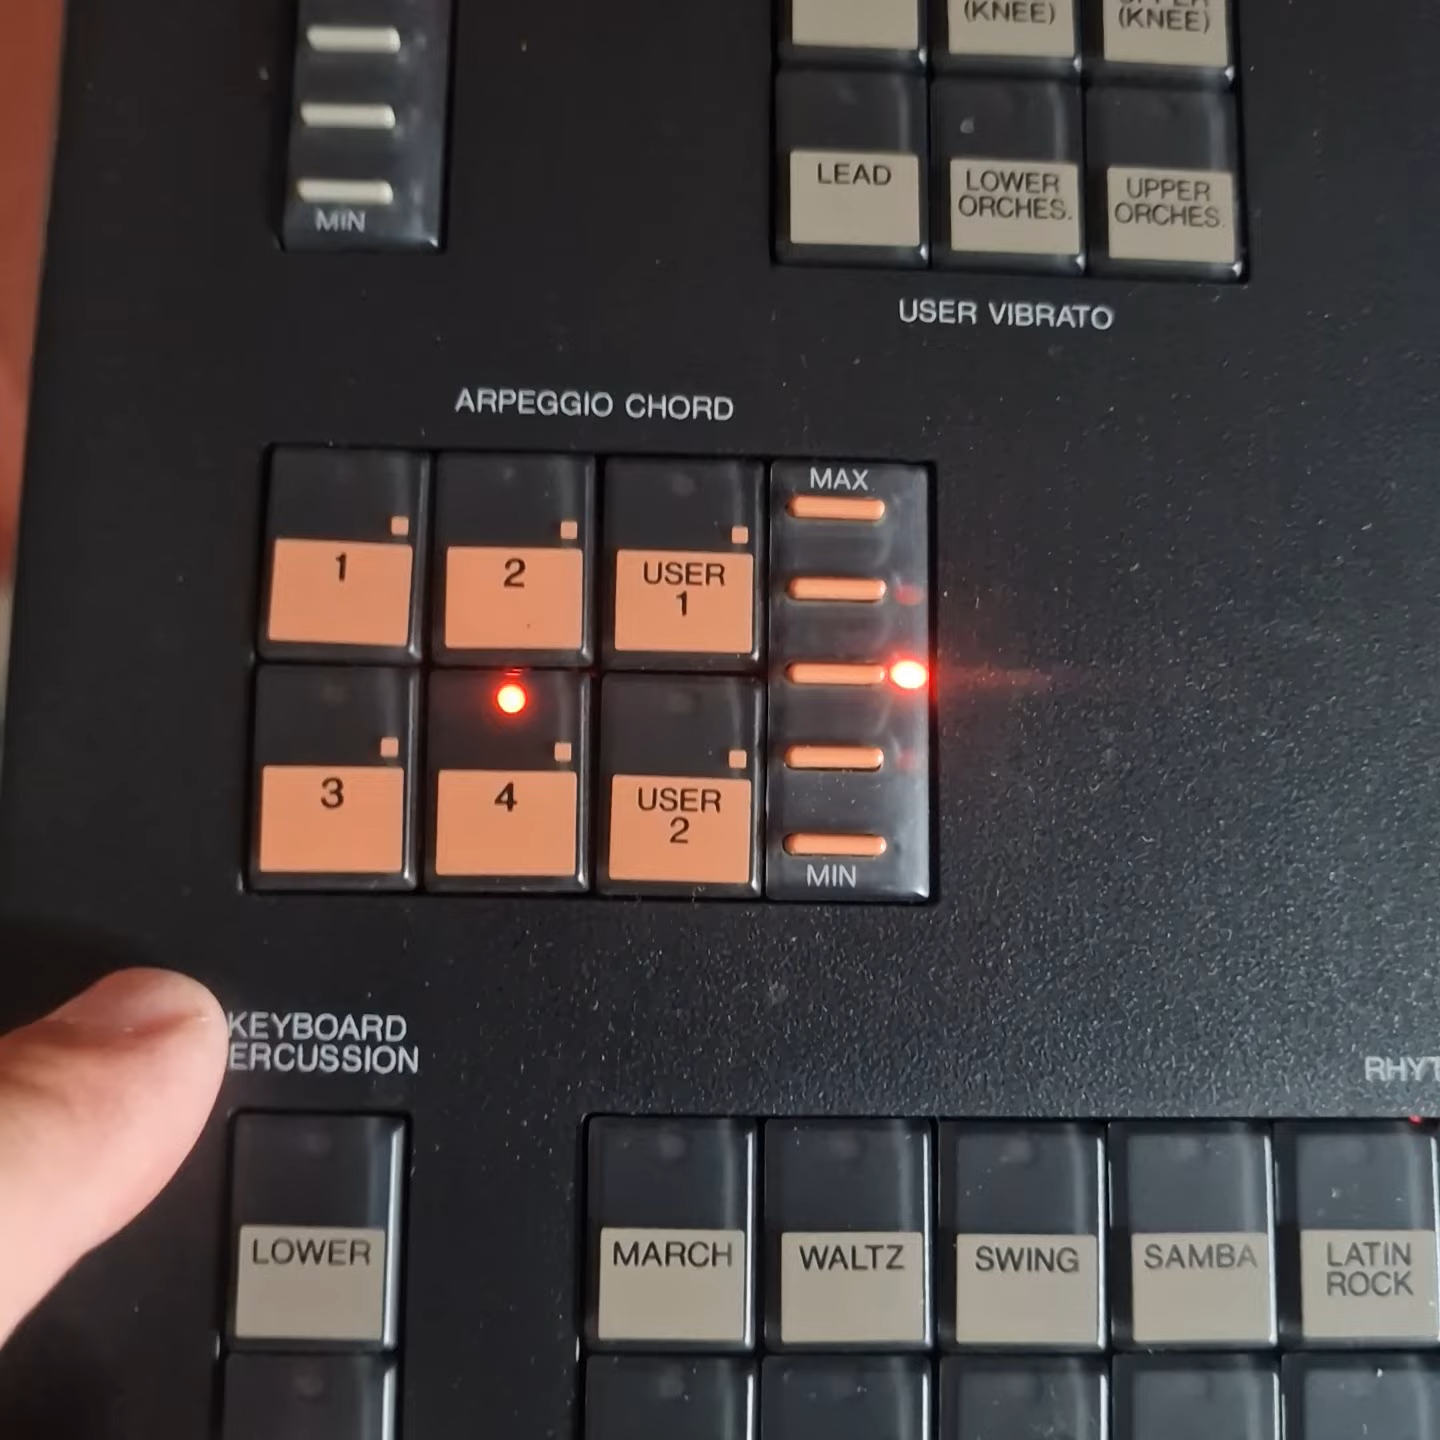 (KNEE)
(KNEE)
MIN
LEAD
LOWER
ORCHES.
UPPER
ORCHES.
USER VIBRATO
ARPEGGIO CHORD
1
2
USER
1
MAX
3
4
USER
2
MIN
KEYBOARD
ERCUSSION
RHYT
LOWER
MARCH
WALTZ
SWING
SAMBA
LATIN
ROCK